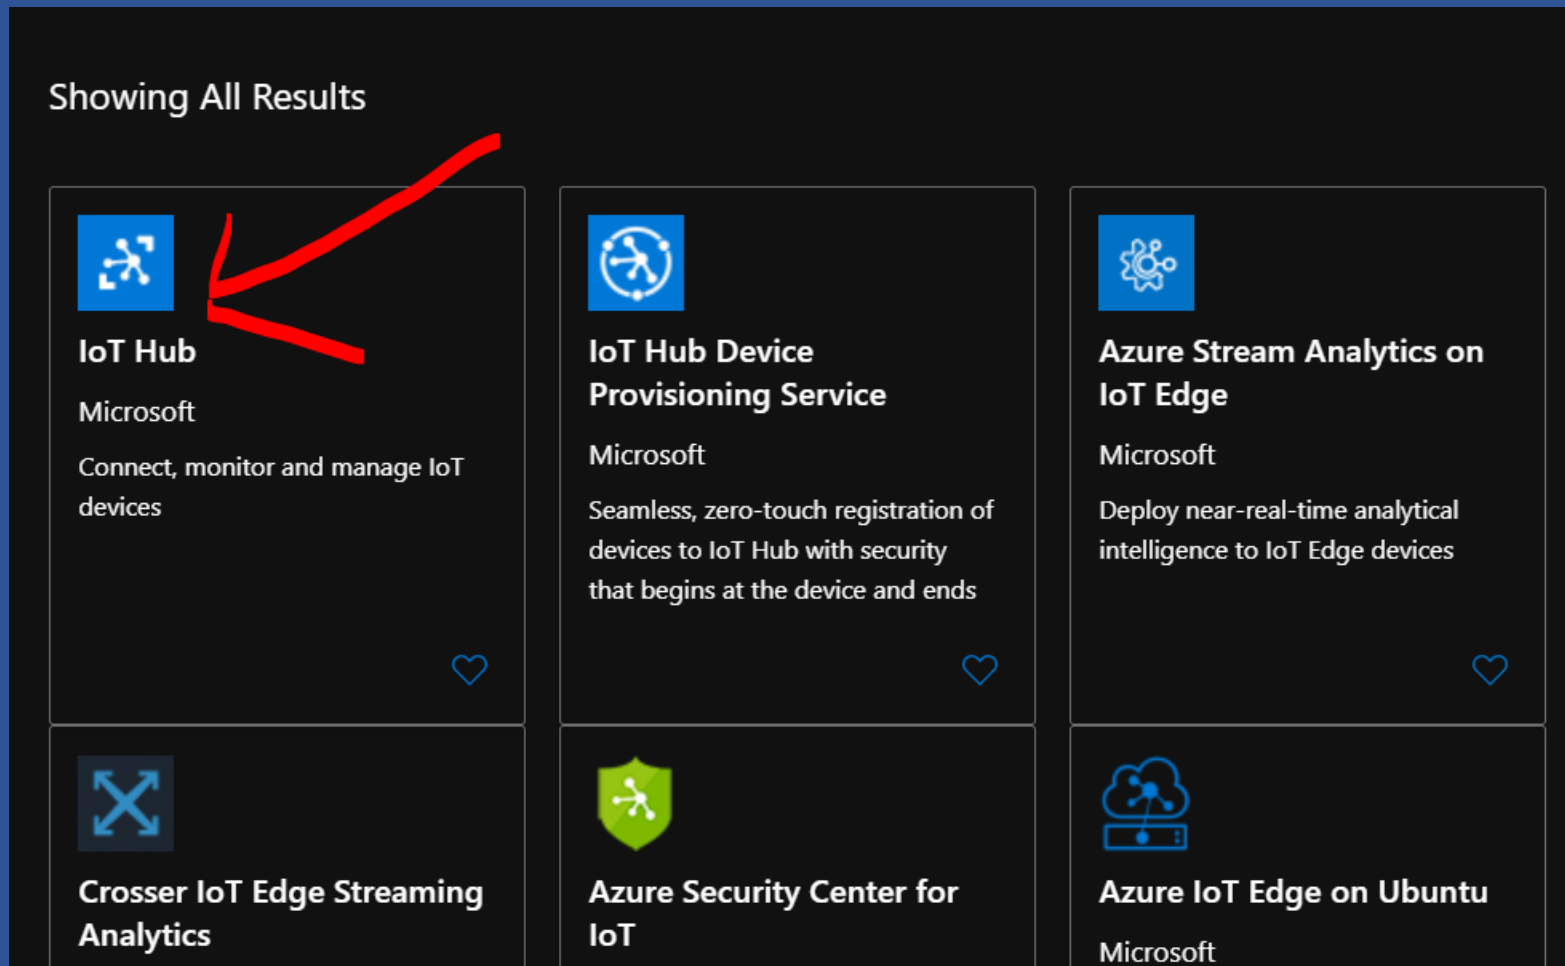 Showing All Results
IoT Hub
Microsoft
Connect, monitor and manage IoT
devices
IoT Hub Device
Provisioning Service
Microsoft
Seamless, zero-touch registration of
devices to IoT Hub with security
that begins at the device and ends
Azure Stream Analytics on
IoT Edge
Microsoft
Deploy near-real-time analytical
intelligence to IoT Edge devices
Crosser IoT Edge Streaming
Analytics
Azure Security Center for
IoT
Azure IoT Edge on Ubuntu
Microsoft